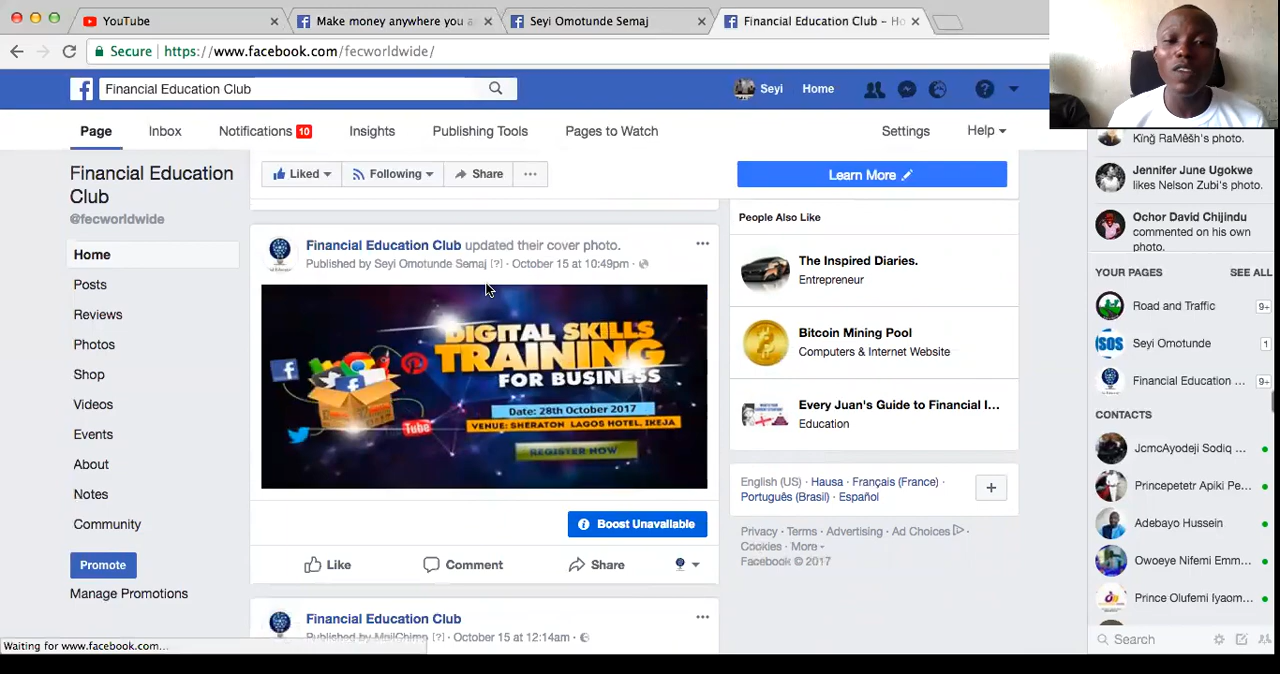 YouTube
Make money anywhere you a
Seyi Omotunde Semaj
Financial Education Club - Ho
Secure
https://www.facebook.com/fecworldwide/
Financial Education Club
Seyi
Home
Page
Inbox
Notifications 10
Insights
Publishing Tools
Pages to Watch
Settings
Help
Financial Education
Club
@fecworldwide
Home
Posts
Reviews
Photos
Shop
Videos
Events
About
Notes
Community
Promote
Manage Promotions
Liked
Following
Share
Financial Education Club updated their cover photo.
Published by Seyi Omotunde Semaj [?] · October 15 at 10:49pm ·
DIGITAL SKILLS
TRAINING
FOR BUSINESS
Date: 28th October 2017
VENUE: SHERATON LAGOS HOTEL, IKEJA
REGISTER NOW
Tube
Boost Unavailable
Like
Comment
Share
Financial Education Club
Published by MailChimp [?] · October 15 at 12:14am ·
Learn More
People Also Like
The Inspired Diaries.
Entrepreneur
Bitcoin Mining Pool
Computers & Internet Website
Every Juan's Guide to Financial I...
Education
English (US) · Hausa · Français (France) ·
Português (Brasil) · Español
Privacy · Terms · Advertising · Ad Choices ·
Cookies · More
Facebook © 2017
King RaMêsh's photo.
Jennifer June Ugokwe
likes Nelson Zubi's photo.
Ochor David Chijindu
commented on his own
photo.
YOUR PAGES
SEE ALL
Road and Traffic
9+
SOS
Seyi Omotunde
1
Financial Education ...
9+
CONTACTS
JcmcAyodeji Sodiq ...
Princepetetr Apiki Pe...
Adebayo Hussein
Owoeye Nifemi Emm...
Prince Olufemi Iyaom...
Search
Waiting for www.facebook.com...